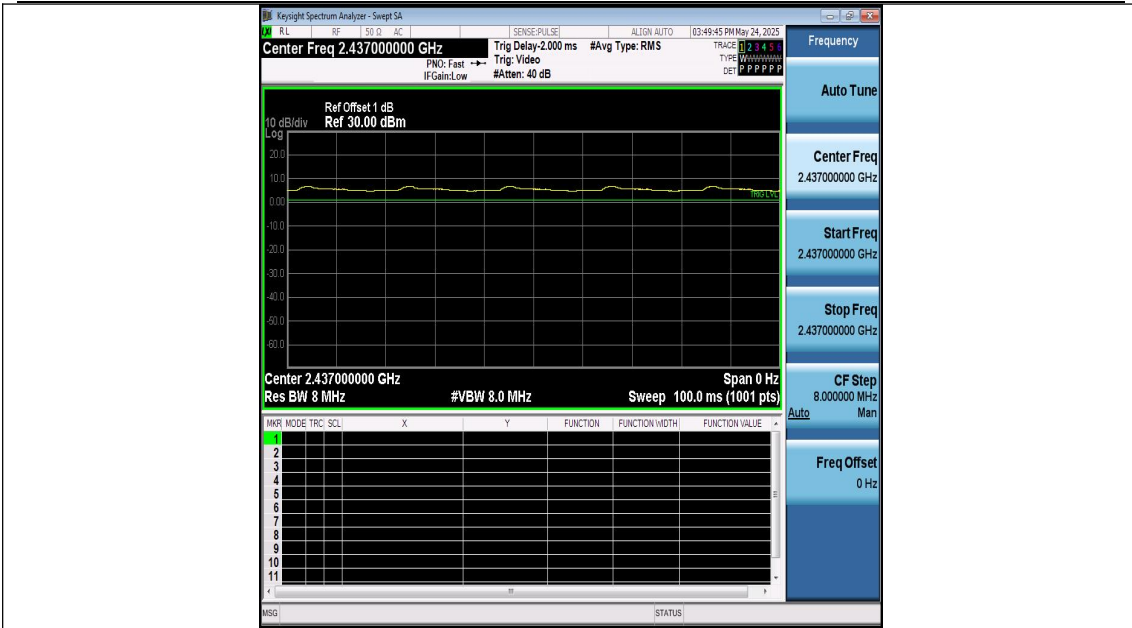 Keysight Spectrum Analyzer - Swept SA
RL RF 50 Ω AC SENSE:PULSE ALIGN AUTO 03:49:45 PM May 24, 2025
Center Freq 2.437000000 GHz
PNO: Fast
IFGain:Low
Trig Delay-2.000 ms
Trig: Video
#Atten: 40 dB
#Avg Type: RMS
TRACE 1 2 3 4 5 6
TYPE W
DET P P P P P P
Ref Offset 1 dB
10 dB/div Ref 30.00 dBm
Log
20.0
10.0
0.00
TRIG LVL
-10.0
-20.0
-30.0
-40.0
-50.0
-60.0
Center 2.437000000 GHz Span 0 Hz
Res BW 8 MHz #VBW 8.0 MHz Sweep 100.0 ms (1001 pts)
MKR MODE TRC SCL X Y FUNCTION FUNCTION WIDTH FUNCTION VALUE
1
2
3
4
5
6
7
8
9
10
11
MSG STATUS
Frequency
Auto Tune
Center Freq
2.437000000 GHz
Start Freq
2.437000000 GHz
Stop Freq
2.437000000 GHz
CF Step
8.000000 MHz
Auto Man
Freq Offset
0 Hz